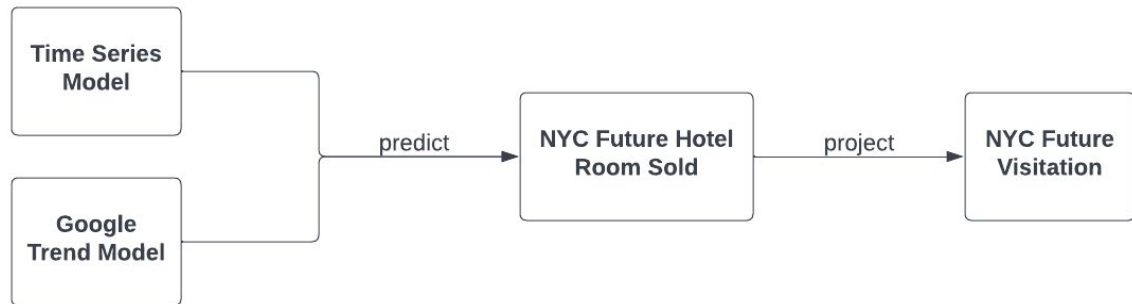 Time Series
Model
Google
Trend Model
predict
NYC Future Hotel
Room Sold
project
NYC Future
Visitation